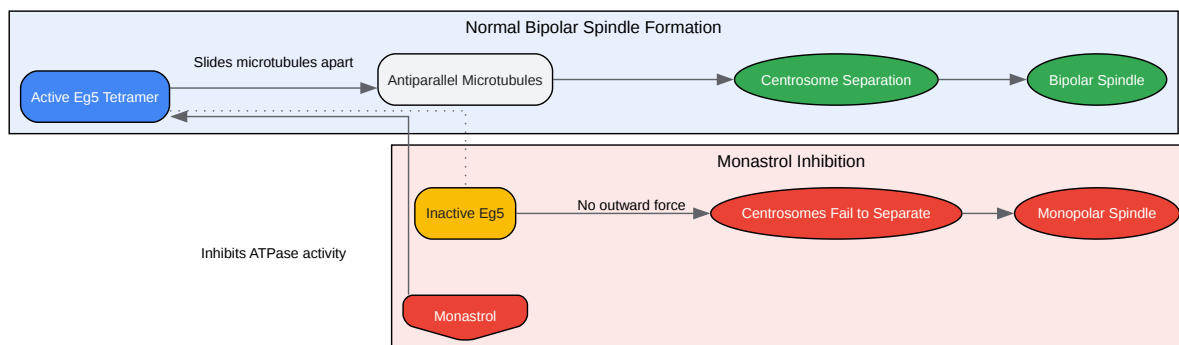 Normal Bipolar Spindle Formation
Slides microtubules apart
Active Eg5 Tetramer
Antiparallel Microtubules
Centrosome Separation
Bipolar Spindle
Monastrol Inhibition
Inactive Eg5
No outward force
Centrosomes Fail to Separate
Monopolar Spindle
Inhibits ATPase activity
Monastrol